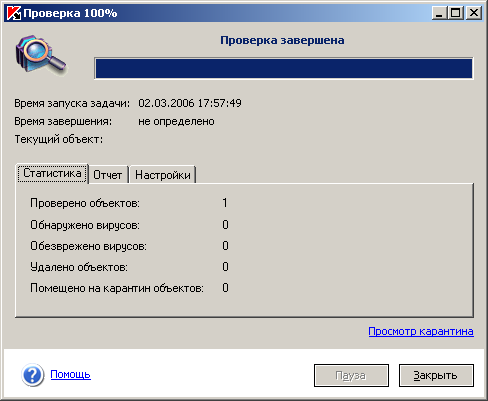 Проверка 100%
Проверка завершена
Время запуска задачи: 02.03.2006 17:57:49
Время завершения: не определено
Текущий объект:
Статистика Отчет Настройки
Проверено объектов: 1
Обнаружено вирусов: 0
Обезврежено вирусов: 0
Удалено объектов: 0
Помещено на карантин объектов: 0
Просмотр карантина
Помощь Пауза Закрыть